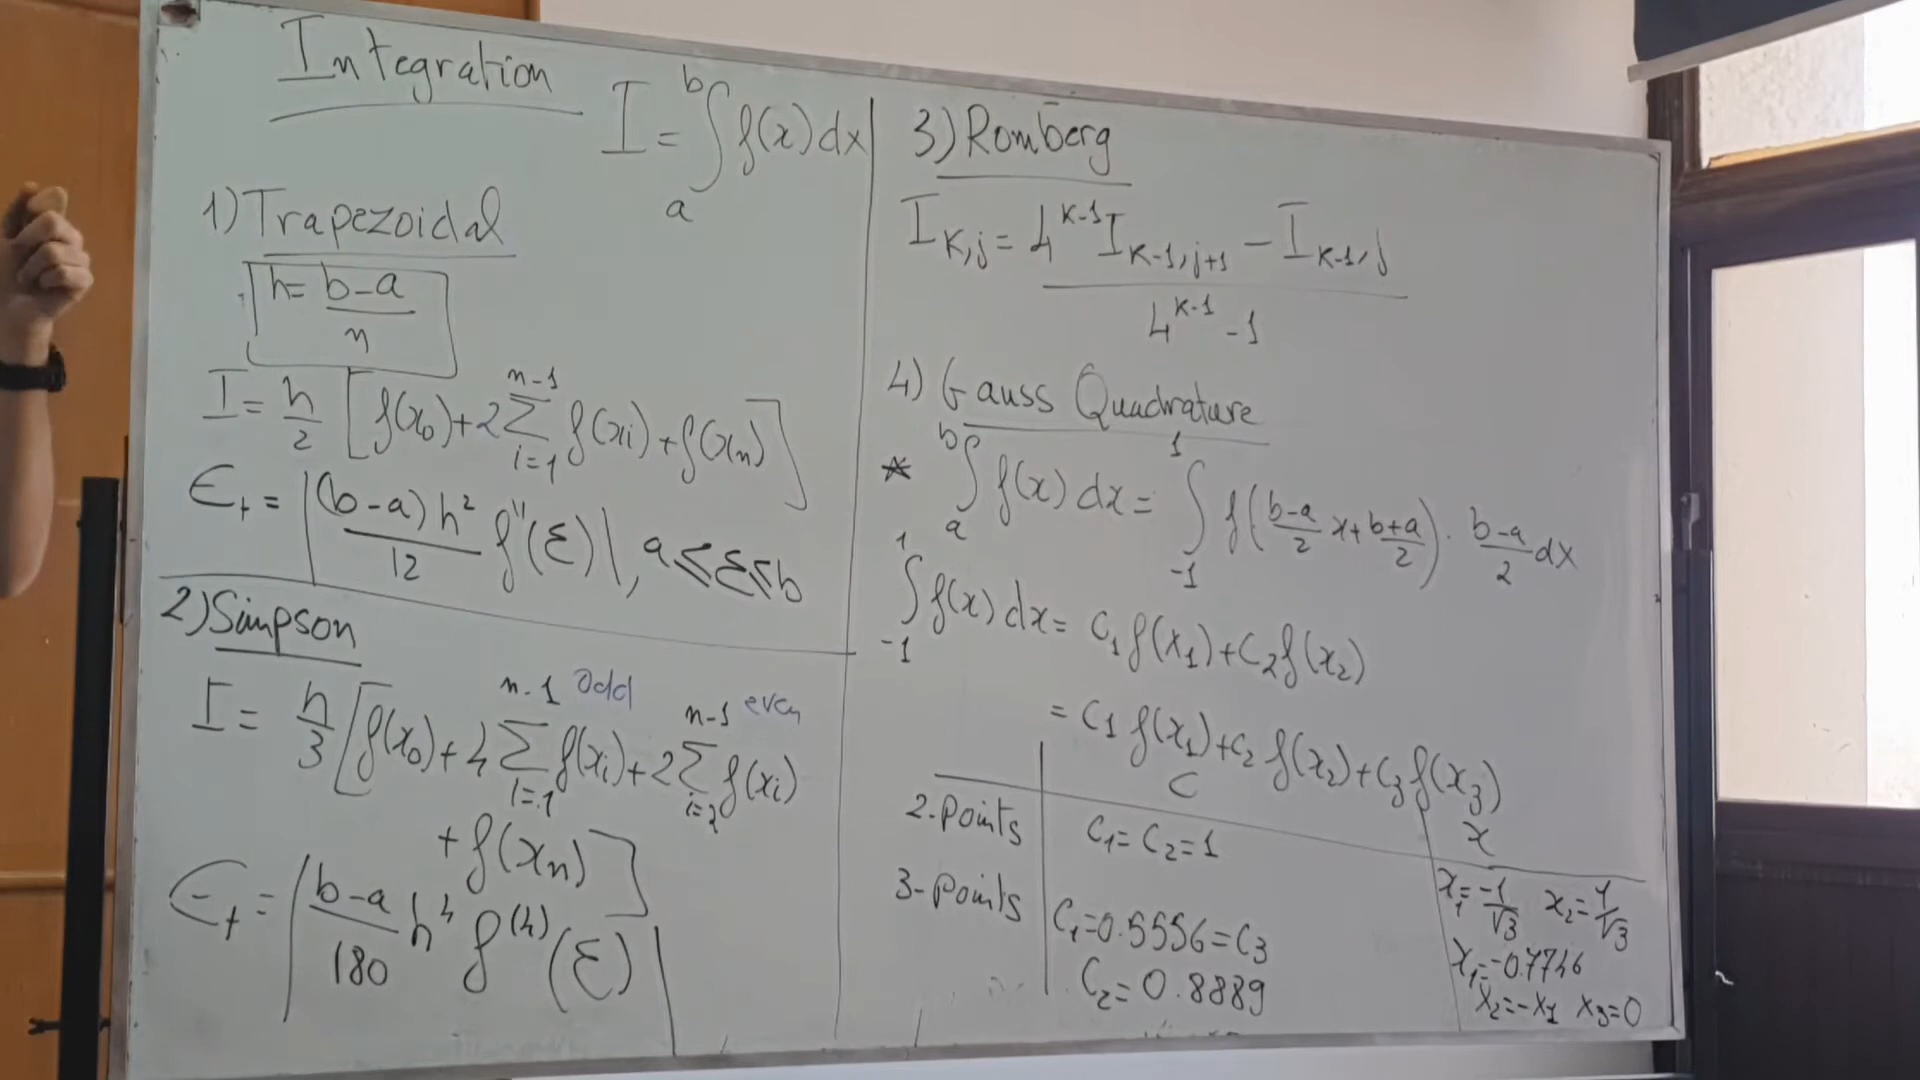 Integration
I = ∫_a^b f(x) dx
1) Trapezoidal
h = (b-a)/n
I = h/2 [f(x₀) + 2 Σ_{i=1}^{n-1} f(xi) + f(xn)]
Єt = |(b-a) h²/12 f''(ξ)|, a ≤ ξ ≤ b
2) Simpson
I = h/3 [f(x₀) + 4 Σ_{i=1}^{n-1 odd} f(xi) + 2 Σ_{i=2}^{n-1 even} f(xi)
+ f(xn)]
Єt = |(b-a)/180 h⁴ f⁽⁴⁾(ξ)|
3) Romberg
I_{K,j} = (4^{K-1} I_{K-1,j+1} - I_{K-1,j}) / (4^{K-1} - 1)
4) Gauss Quadrature
* ∫_a^b f(x) dx = ∫_{-1}^1 f((b-a)/2 x + (b+a)/2) · (b-a)/2 dx
∫_{-1}^1 f(x) dx = C₁ f(x₁) + C₂ f(x₂)
= C₁ f(x₁) + C₂ f(x₂) + C₃ f(x₃)
C x
2-Points C₁ = C₂ = 1 x₁ = -1/√3 x₂ = 1/√3
3-Points C₁ = 0.5556 = C₃ x₁ = -0.7746
C₂ = 0.8889 x₂ = -x₁ x₃ = 0